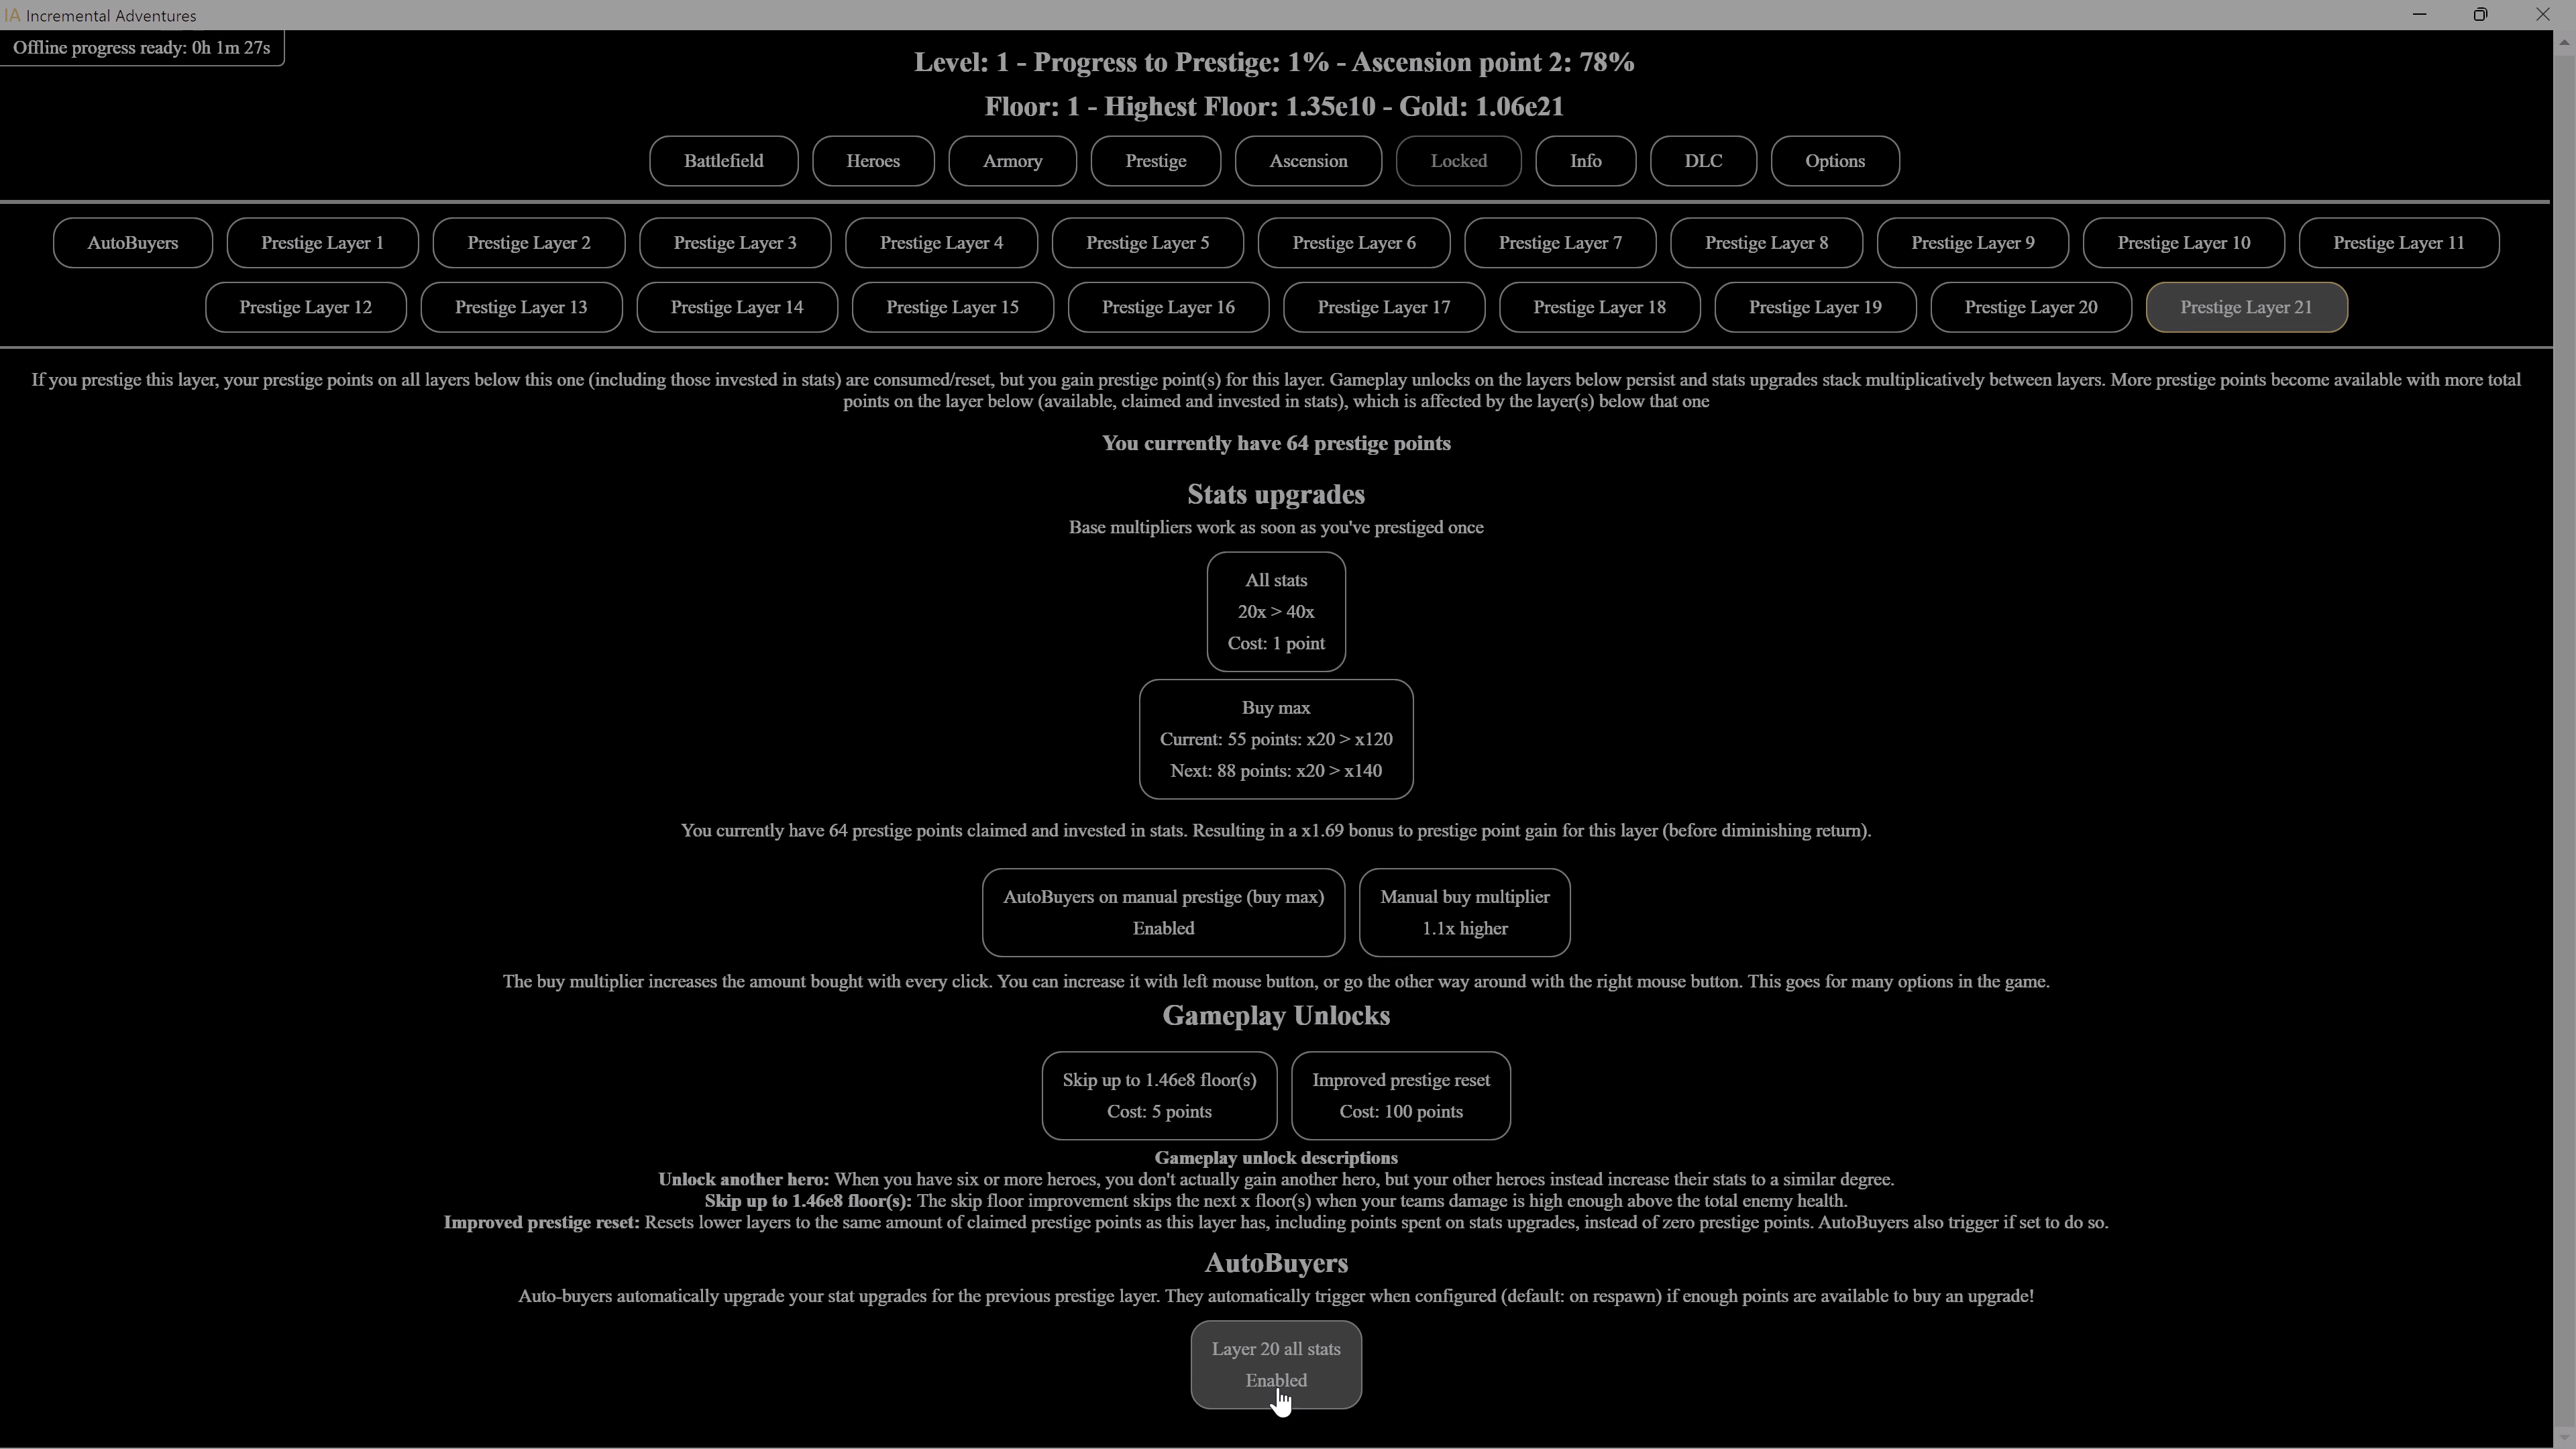 IA Incremental Adventures
Offline progress ready: 0h 1m 27s
Level: 1 - Progress to Prestige: 1% - Ascension point 2: 78%
Floor: 1 - Highest Floor: 1.35e10 - Gold: 1.06e21
Battlefield Heroes Armory Prestige Ascension Locked Info DLC Options
AutoBuyers Prestige Layer 1 Prestige Layer 2 Prestige Layer 3 Prestige Layer 4 Prestige Layer 5 Prestige Layer 6 Prestige Layer 7 Prestige Layer 8 Prestige Layer 9 Prestige Layer 10 Prestige Layer 11
Prestige Layer 12 Prestige Layer 13 Prestige Layer 14 Prestige Layer 15 Prestige Layer 16 Prestige Layer 17 Prestige Layer 18 Prestige Layer 19 Prestige Layer 20 Prestige Layer 21
If you prestige this layer, your prestige points on all layers below this one (including those invested in stats) are consumed/reset, but you gain prestige point(s) for this layer. Gameplay unlocks on the layers below persist and stats upgrades stack multiplicatively between layers. More prestige points become available with more total
points on the layer below (available, claimed and invested in stats), which is affected by the layer(s) below that one
You currently have 64 prestige points
Stats upgrades
Base multipliers work as soon as you've prestiged once
All stats
20x > 40x
Cost: 1 point
Buy max
Current: 55 points: x20 > x120
Next: 88 points: x20 > x140
You currently have 64 prestige points claimed and invested in stats. Resulting in a x1.69 bonus to prestige point gain for this layer (before diminishing return).
AutoBuyers on manual prestige (buy max) Manual buy multiplier
Enabled 1.1x higher
The buy multiplier increases the amount bought with every click. You can increase it with left mouse button, or go the other way around with the right mouse button. This goes for many options in the game.
Gameplay Unlocks
Skip up to 1.46e8 floor(s) Improved prestige reset
Cost: 5 points Cost: 100 points
Gameplay unlock descriptions
Unlock another hero: When you have six or more heroes, you don't actually gain another hero, but your other heroes instead increase their stats to a similar degree.
Skip up to 1.46e8 floor(s): The skip floor improvement skips the next x floor(s) when your teams damage is high enough above the total enemy health.
Improved prestige reset: Resets lower layers to the same amount of claimed prestige points as this layer has, including points spent on stats upgrades, instead of zero prestige points. AutoBuyers also trigger if set to do so.
AutoBuyers
Auto-buyers automatically upgrade your stat upgrades for the previous prestige layer. They automatically trigger when configured (default: on respawn) if enough points are available to buy an upgrade!
Layer 20 all stats
Enabled